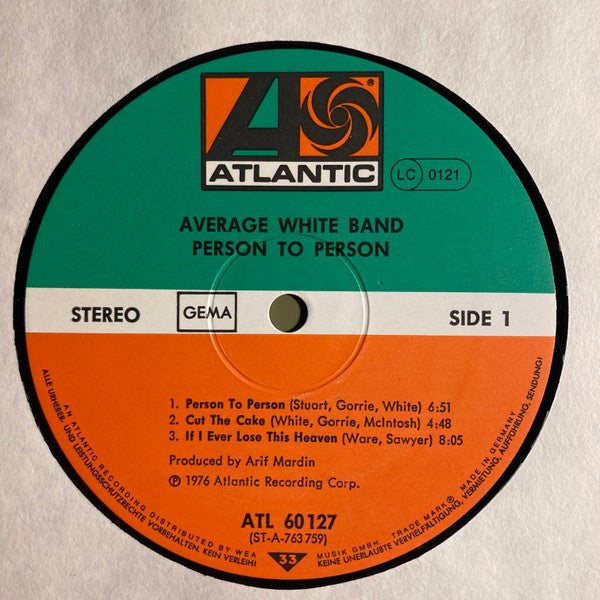 A
®
ATLANTIC
LC 0121
AVERAGE WHITE BAND
PERSON TO PERSON
STEREO GEMA SIDE 1
1. Person To Person (Stuart, Gorrie, White) 6:51
2. Cut The Cake (White, Gorrie, McIntosh) 4:48
3. If I Ever Lose This Heaven (Ware, Sawyer) 8:05
Produced by Arif Mardin
℗ 1976 Atlantic Recording Corp.
ATL 60127
(ST-A-763759)
33
AN ATLANTIC RECORDING DISTRIBUTED BY WEA MUSIK GMBH. TRADE MARK® MADE IN GERMANY
ALLE URHEBER- UND LEISTUNGSSCHUTZRECHTE VORBEHALTEN. KEIN VERLEIH! KEINE UNERLAUBTE VERVIELFÄLTIGUNG, VERMIETUNG, AUFFÜHRUNG, SENDUNG!